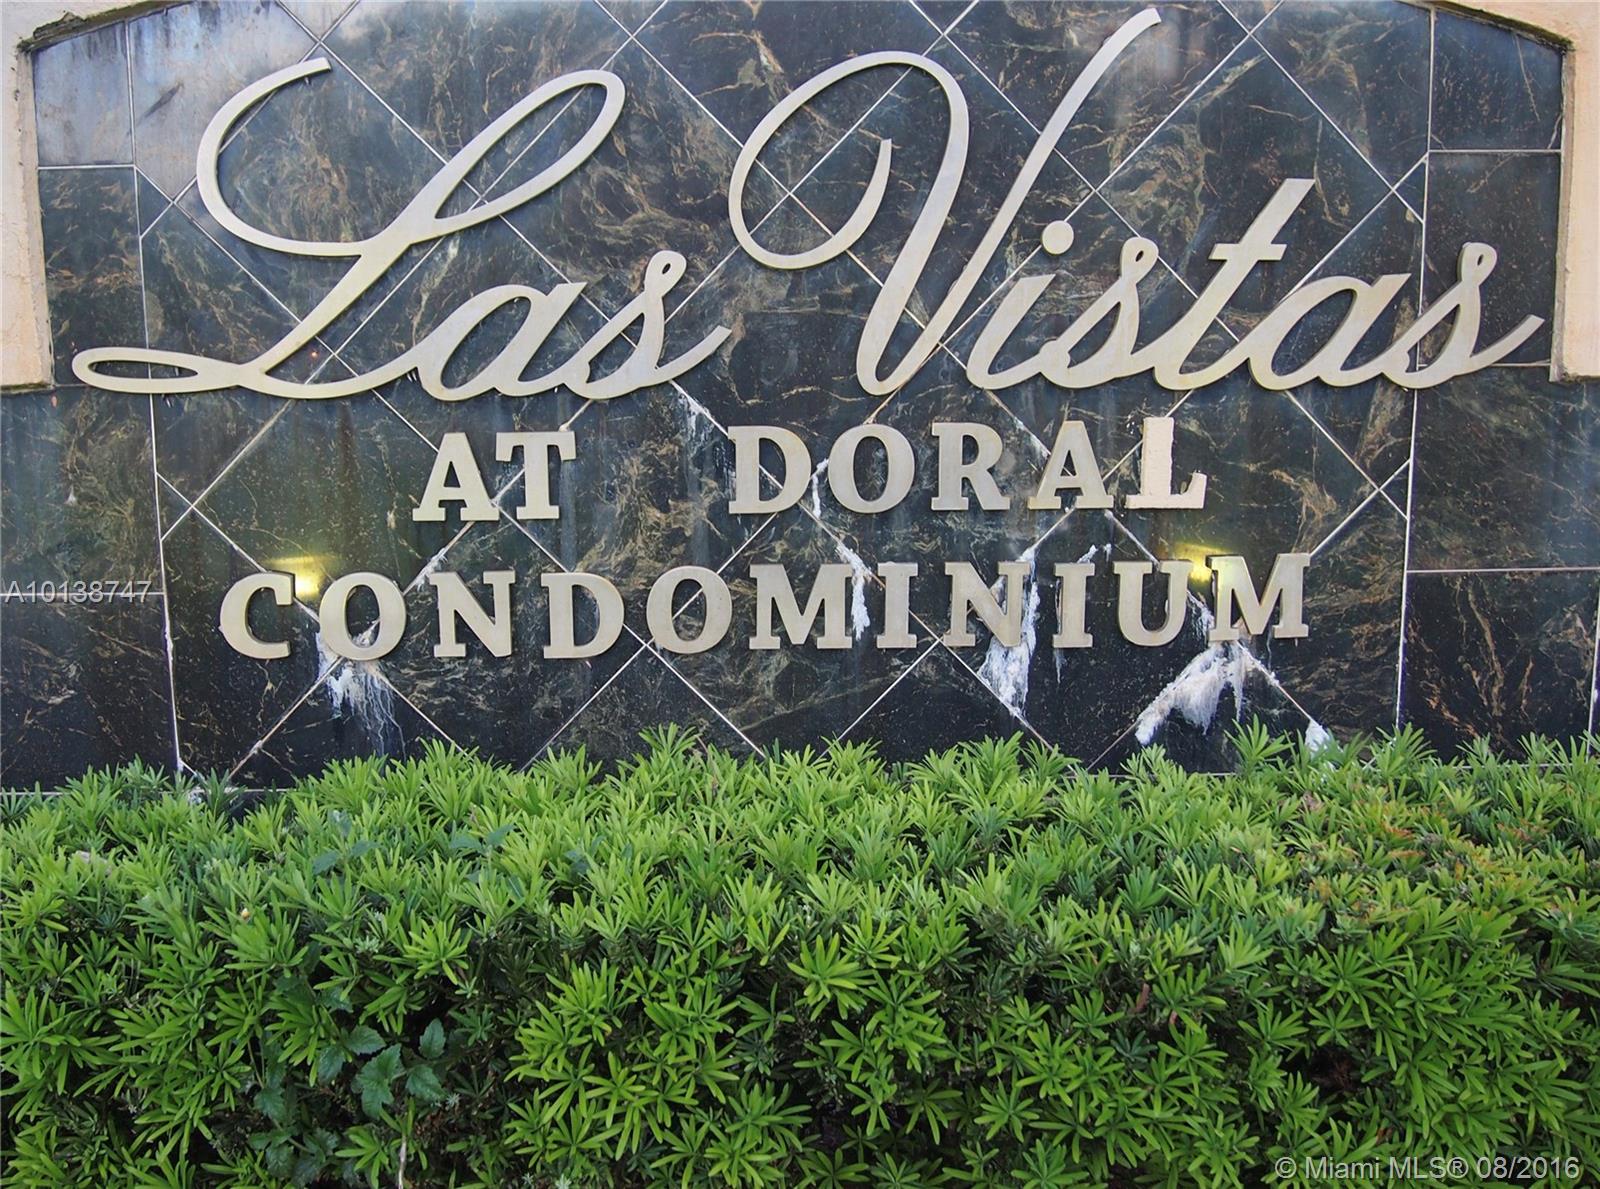 Las Vistas
AT DORAL
CONDOMINIUM
A10138747
© Miami MLS® 08/2016